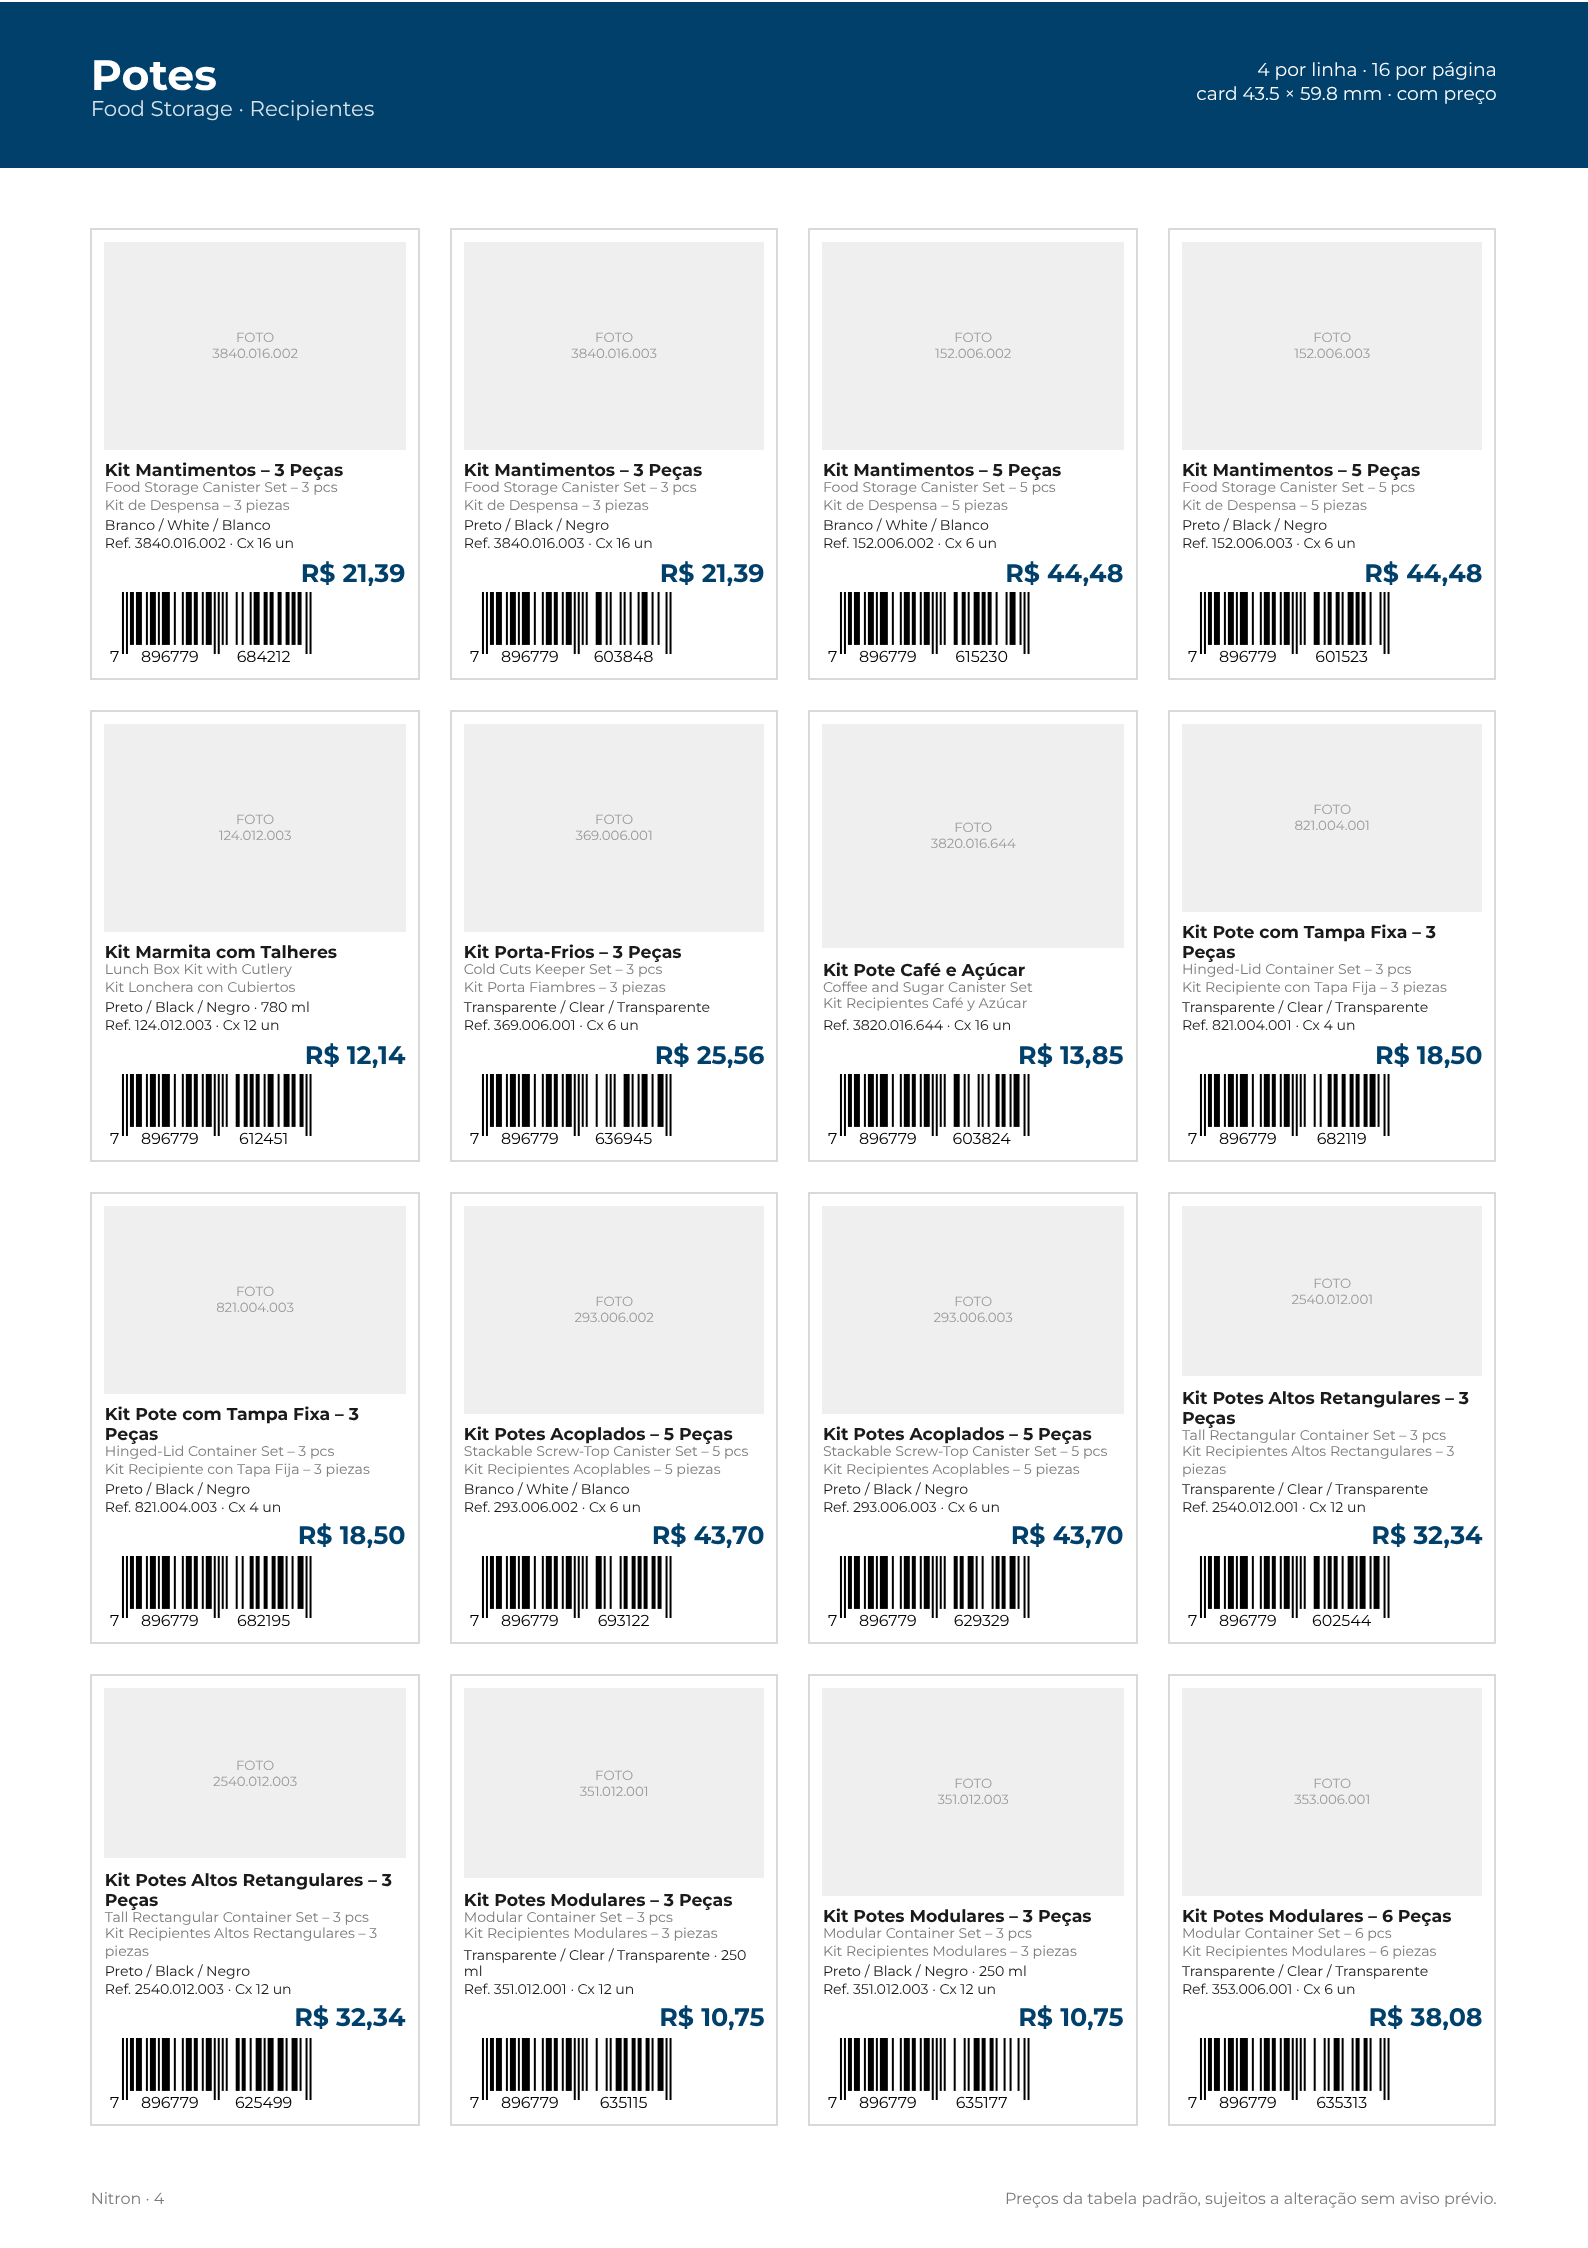 Potes
Food Storage · Recipientes
4 por linha · 16 por página
card 43.5 × 59.8 mm · com preço
FOTO
3840.016.002
Kit Mantimentos – 3 Peças
Food Storage Canister Set – 3 pcs
Kit de Despensa – 3 piezas
Branco / White / Blanco
Ref. 3840.016.002 · Cx 16 un
R$ 21,39
7 896779 684212
FOTO
3840.016.003
Kit Mantimentos – 3 Peças
Food Storage Canister Set – 3 pcs
Kit de Despensa – 3 piezas
Preto / Black / Negro
Ref. 3840.016.003 · Cx 16 un
R$ 21,39
7 896779 603848
FOTO
152.006.002
Kit Mantimentos – 5 Peças
Food Storage Canister Set – 5 pcs
Kit de Despensa – 5 piezas
Branco / White / Blanco
Ref. 152.006.002 · Cx 6 un
R$ 44,48
7 896779 615230
FOTO
152.006.003
Kit Mantimentos – 5 Peças
Food Storage Canister Set – 5 pcs
Kit de Despensa – 5 piezas
Preto / Black / Negro
Ref. 152.006.003 · Cx 6 un
R$ 44,48
7 896779 601523
FOTO
124.012.003
Kit Marmita com Talheres
Lunch Box Kit with Cutlery
Kit Lonchera con Cubiertos
Preto / Black / Negro · 780 ml
Ref. 124.012.003 · Cx 12 un
R$ 12,14
7 896779 612451
FOTO
369.006.001
Kit Porta-Frios – 3 Peças
Cold Cuts Keeper Set – 3 pcs
Kit Porta Fiambres – 3 piezas
Transparente / Clear / Transparente
Ref. 369.006.001 · Cx 6 un
R$ 25,56
7 896779 636945
FOTO
3820.016.644
Kit Pote Café e Açúcar
Coffee and Sugar Canister Set
Kit Recipientes Café y Azúcar
Ref. 3820.016.644 · Cx 16 un
R$ 13,85
7 896779 603824
FOTO
821.004.001
Kit Pote com Tampa Fixa – 3
Peças
Hinged-Lid Container Set – 3 pcs
Kit Recipiente con Tapa Fija – 3 piezas
Transparente / Clear / Transparente
Ref. 821.004.001 · Cx 4 un
R$ 18,50
7 896779 682119
FOTO
821.004.003
Kit Pote com Tampa Fixa – 3
Peças
Hinged-Lid Container Set – 3 pcs
Kit Recipiente con Tapa Fija – 3 piezas
Preto / Black / Negro
Ref. 821.004.003 · Cx 4 un
R$ 18,50
7 896779 682195
FOTO
293.006.002
Kit Potes Acoplados – 5 Peças
Stackable Screw-Top Canister Set – 5 pcs
Kit Recipientes Acoplables – 5 piezas
Branco / White / Blanco
Ref. 293.006.002 · Cx 6 un
R$ 43,70
7 896779 693122
FOTO
293.006.003
Kit Potes Acoplados – 5 Peças
Stackable Screw-Top Canister Set – 5 pcs
Kit Recipientes Acoplables – 5 piezas
Preto / Black / Negro
Ref. 293.006.003 · Cx 6 un
R$ 43,70
7 896779 629329
FOTO
2540.012.001
Kit Potes Altos Retangulares – 3
Peças
Tall Rectangular Container Set – 3 pcs
Kit Recipientes Altos Rectangulares – 3
piezas
Transparente / Clear / Transparente
Ref. 2540.012.001 · Cx 12 un
R$ 32,34
7 896779 602544
FOTO
2540.012.003
Kit Potes Altos Retangulares – 3
Peças
Tall Rectangular Container Set – 3 pcs
Kit Recipientes Altos Rectangulares – 3
piezas
Preto / Black / Negro
Ref. 2540.012.003 · Cx 12 un
R$ 32,34
7 896779 625499
FOTO
351.012.001
Kit Potes Modulares – 3 Peças
Modular Container Set – 3 pcs
Kit Recipientes Modulares – 3 piezas
Transparente / Clear / Transparente · 250
ml
Ref. 351.012.001 · Cx 12 un
R$ 10,75
7 896779 635115
FOTO
351.012.003
Kit Potes Modulares – 3 Peças
Modular Container Set – 3 pcs
Kit Recipientes Modulares – 3 piezas
Preto / Black / Negro · 250 ml
Ref. 351.012.003 · Cx 12 un
R$ 10,75
7 896779 635177
FOTO
353.006.001
Kit Potes Modulares – 6 Peças
Modular Container Set – 6 pcs
Kit Recipientes Modulares – 6 piezas
Transparente / Clear / Transparente
Ref. 353.006.001 · Cx 6 un
R$ 38,08
7 896779 635313
Nitron · 4
Preços da tabela padrão, sujeitos a alteração sem aviso prévio.